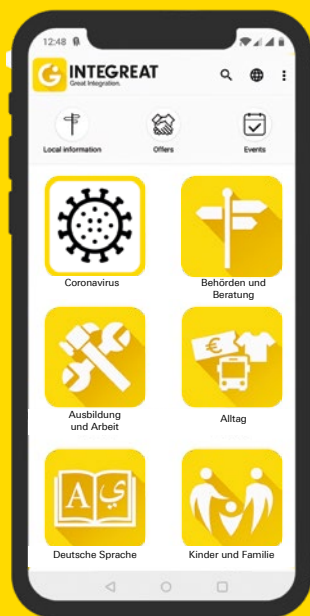 12:48
INTEGREAT
Great Integration.
Local information
Offers
Events
Coronavirus
Behörden und
Beratung
Ausbildung
und Arbeit
Alltag
A ي
Deutsche Sprache
Kinder und Familie